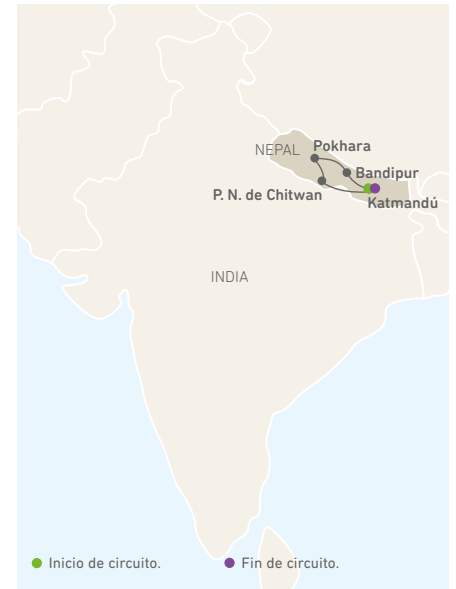 NEPAL
Pokhara
Bandipur
P. N. de Chitwan
Katmandú
INDIA
Inicio de circuito.
Fin de circuito.